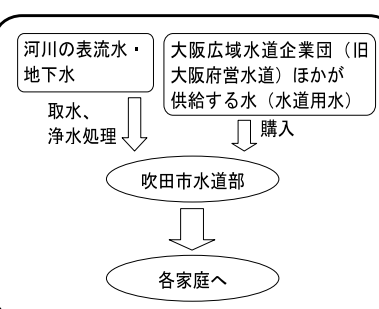 河川の表流水・
地下水
大阪広域水道企業団（旧
大阪府営水道）ほかが
供給する水（水道用水）
取水、
浄水処理
購入
吹田市水道部
各家庭へ